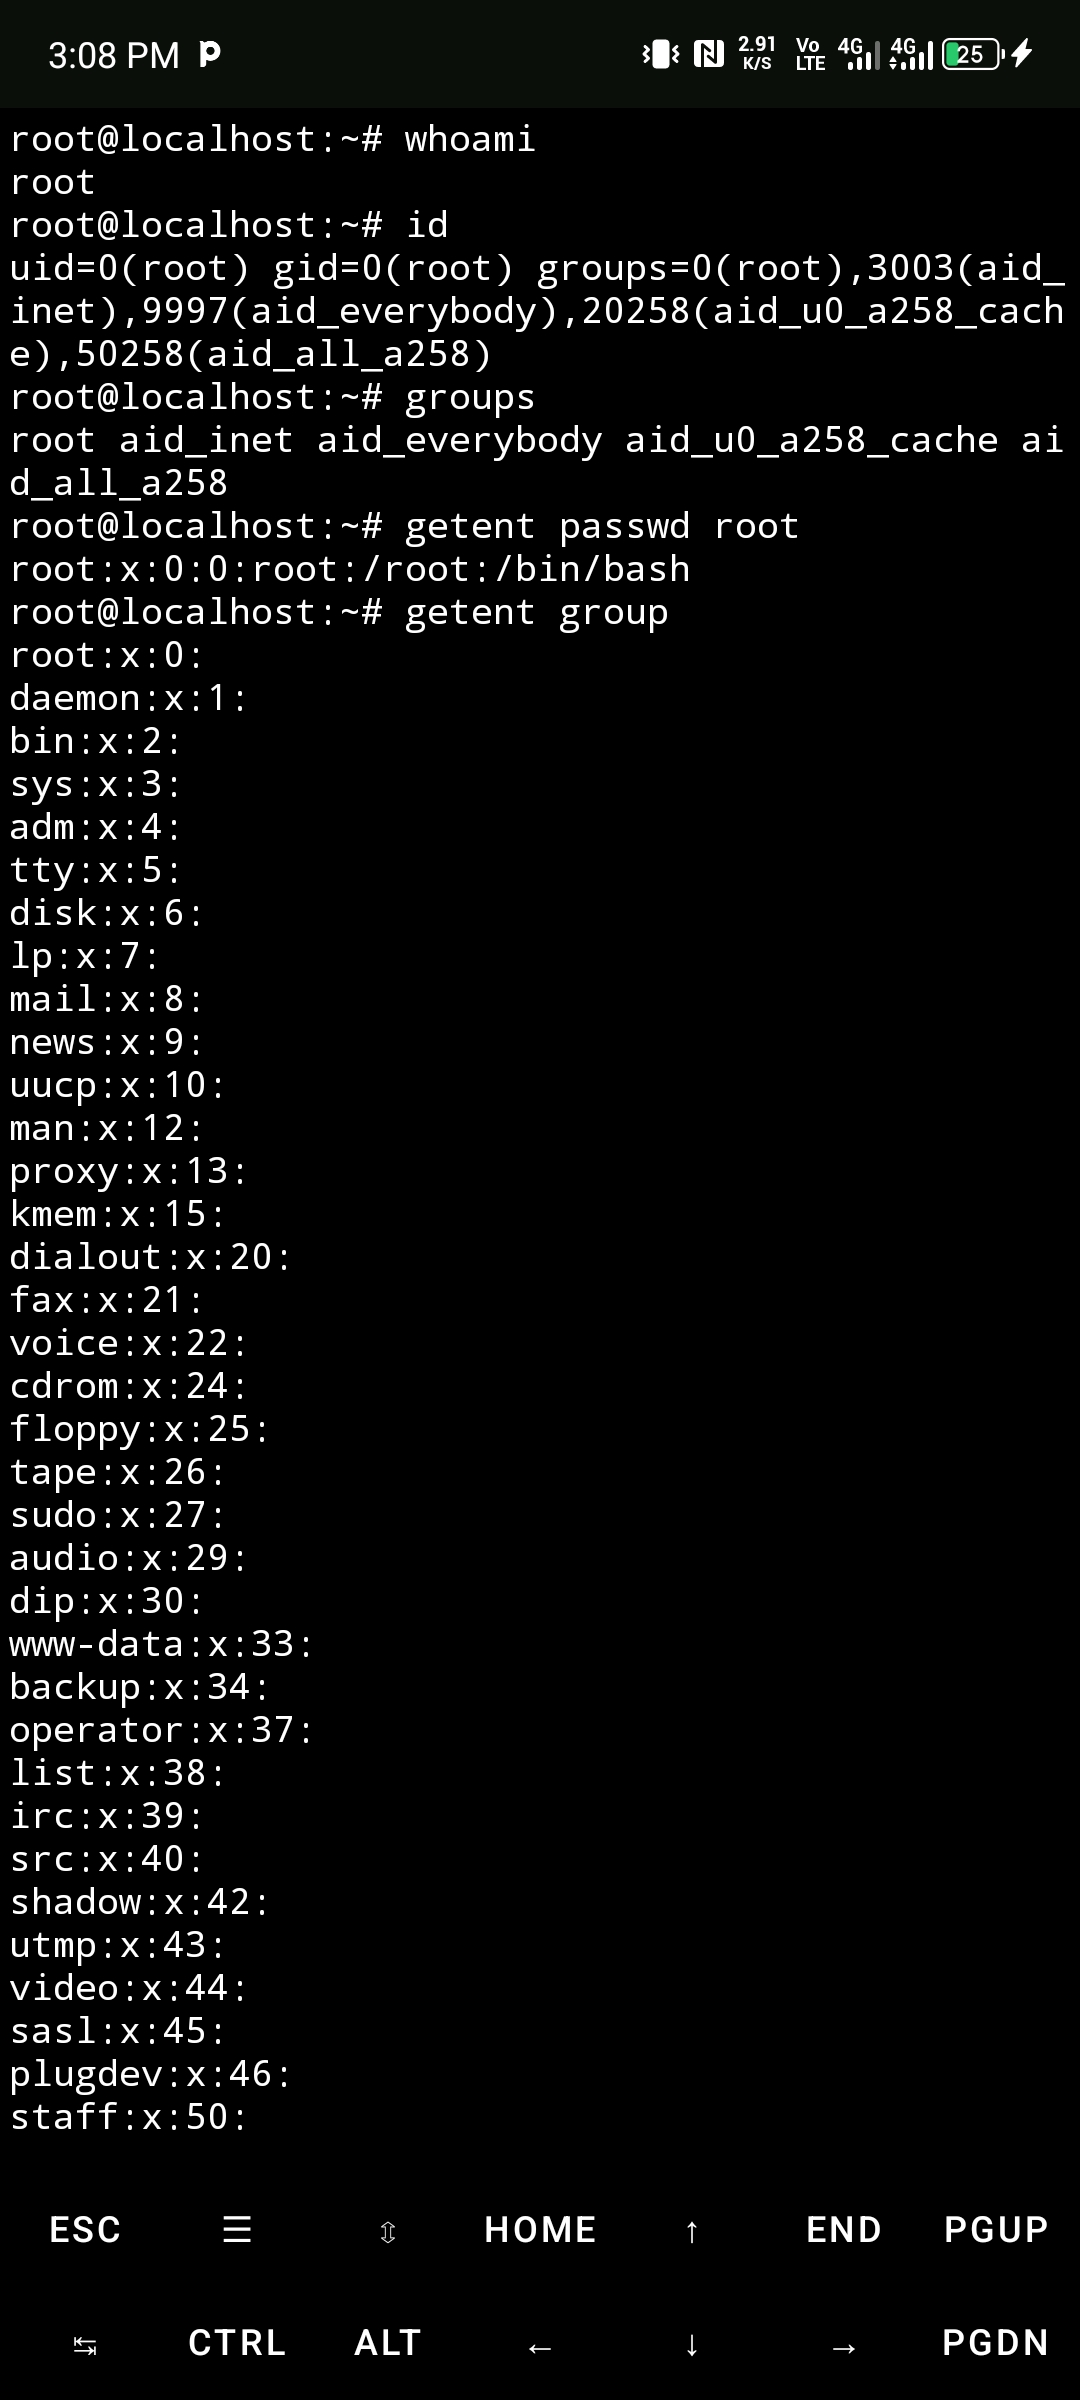 3:08 PM
2.91 K/S Vo LTE 4G 4G 25
root@localhost:~# whoami
root
root@localhost:~# id
uid=0(root) gid=0(root) groups=0(root),3003(aid_
inet),9997(aid_everybody),20258(aid_u0_a258_cach
e),50258(aid_all_a258)
root@localhost:~# groups
root aid_inet aid_everybody aid_u0_a258_cache ai
d_all_a258
root@localhost:~# getent passwd root
root:x:0:0:root:/root:/bin/bash
root@localhost:~# getent group
root:x:0:
daemon:x:1:
bin:x:2:
sys:x:3:
adm:x:4:
tty:x:5:
disk:x:6:
lp:x:7:
mail:x:8:
news:x:9:
uucp:x:10:
man:x:12:
proxy:x:13:
kmem:x:15:
dialout:x:20:
fax:x:21:
voice:x:22:
cdrom:x:24:
floppy:x:25:
tape:x:26:
sudo:x:27:
audio:x:29:
dip:x:30:
www-data:x:33:
backup:x:34:
operator:x:37:
list:x:38:
irc:x:39:
src:x:40:
shadow:x:42:
utmp:x:43:
video:x:44:
sasl:x:45:
plugdev:x:46:
staff:x:50:
ESC ☰ ⇳ HOME ↑ END PGUP
↹ CTRL ALT ← ↓ → PGDN